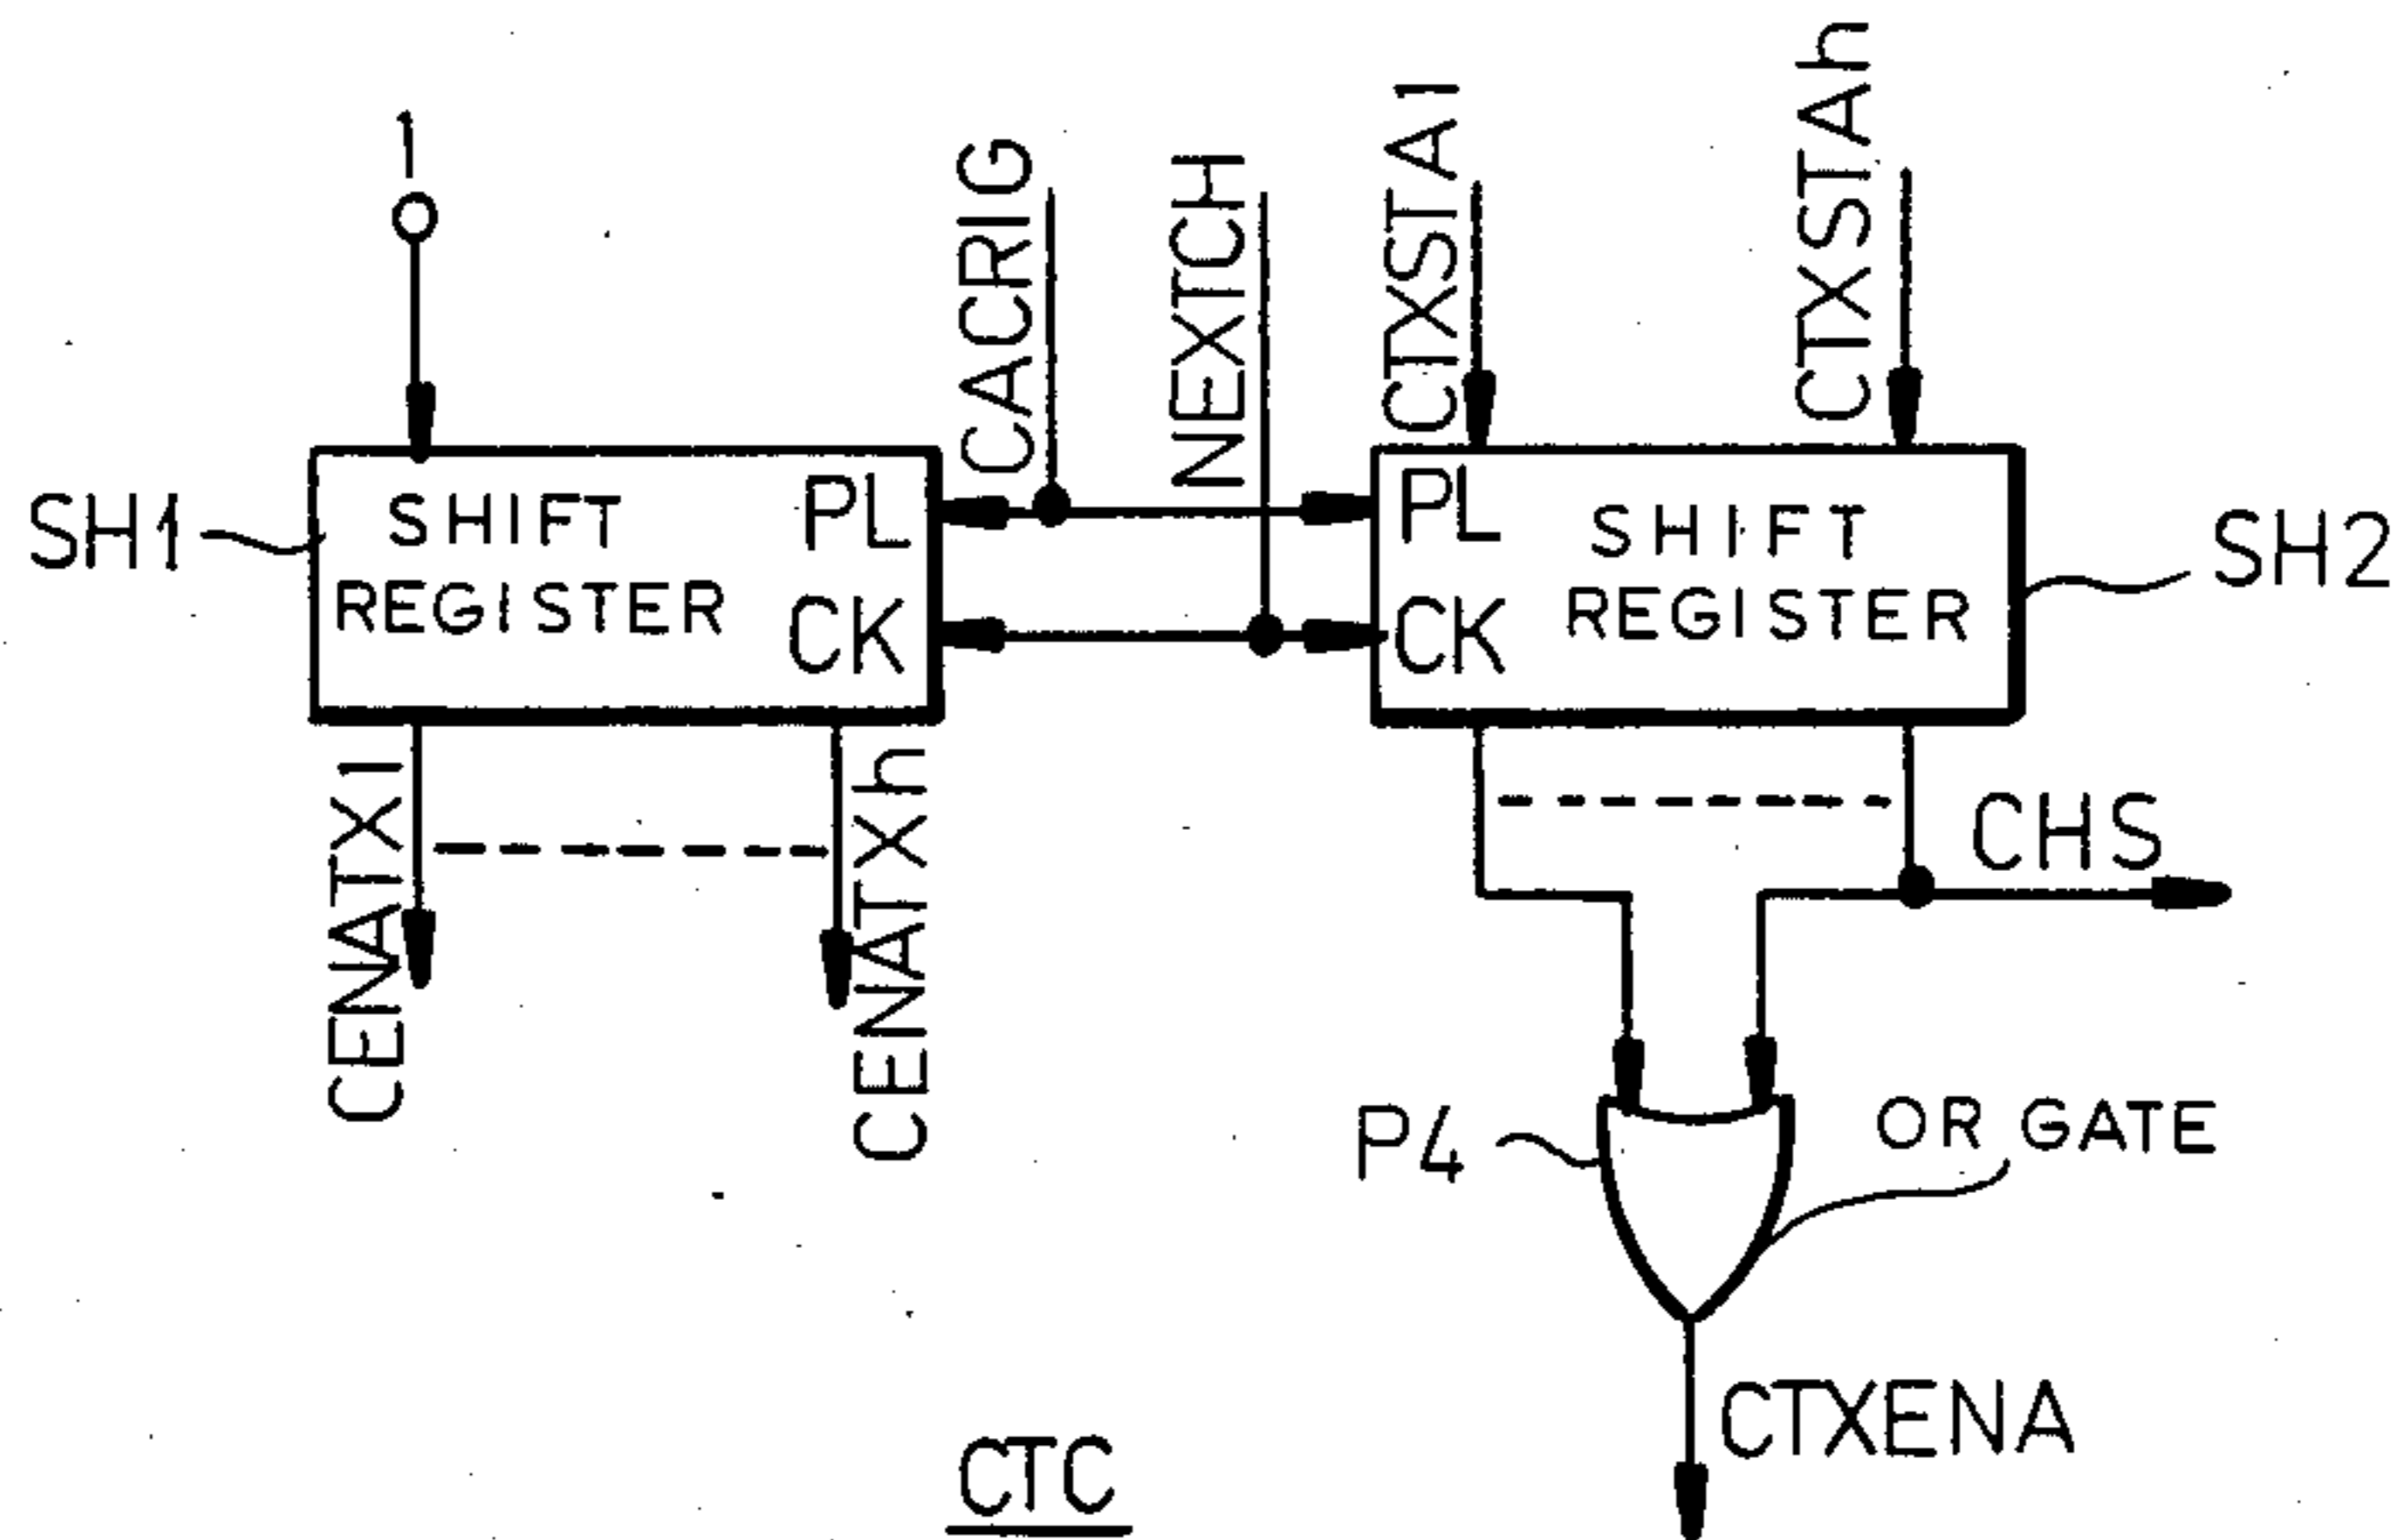 1
CACRIG
NEXTCH
CTXSTA1
CTXSTAh
SH1
SHIFT
REGISTER
PL
CK
PL
CK
SHIFT
REGISTER
SH2
CENATX1
CENATXh
CHS
P4
OR GATE
CTXENA
CTC